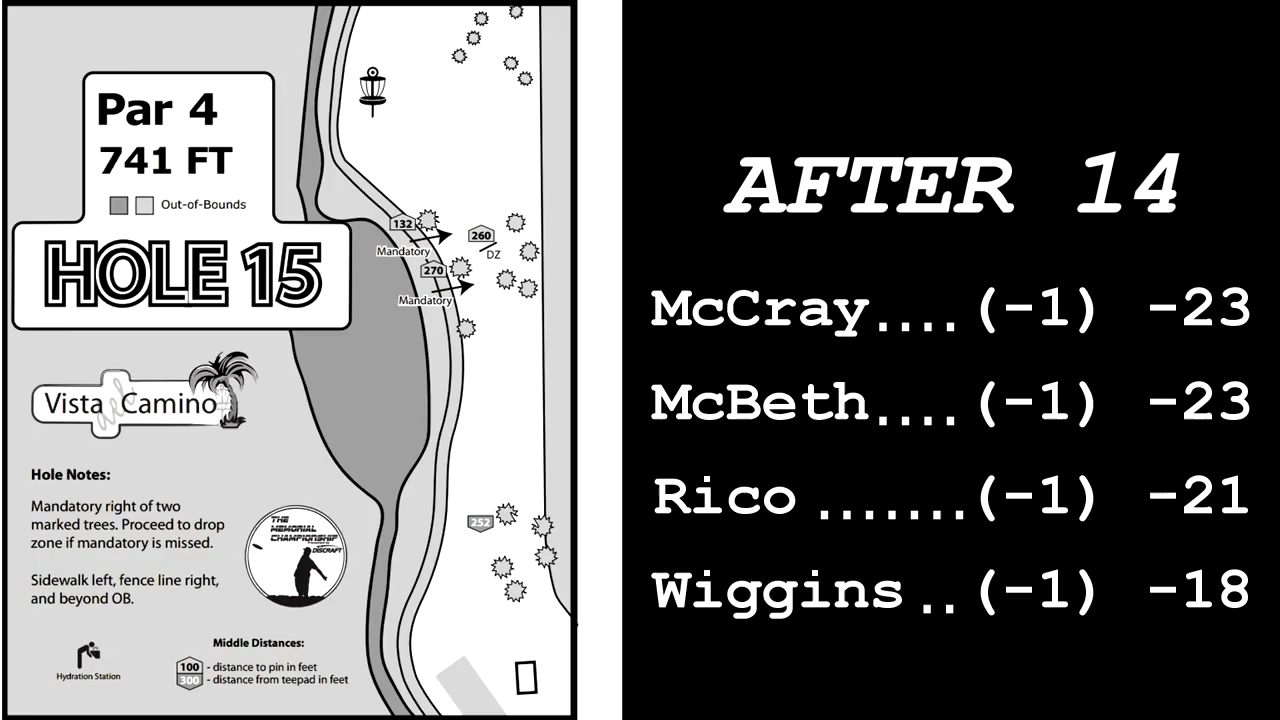 Par 4
741 FT
Out-of-Bounds
HOLE 15
132
Mandatory
260
DZ
270
Mandatory
Vista del Camino
Hole Notes:
Mandatory right of two
marked trees. Proceed to drop
zone if mandatory is missed.
Sidewalk left, fence line right,
and beyond OB.
252
THE
MEMORIAL
CHAMPIONSHIP
DISCRAFT
Hydration Station
Middle Distances:
100 - distance to pin in feet
300 - distance from teepad in feet
AFTER 14
McCray....(-1) -23
McBeth....(-1) -23
Rico .......(-1) -21
Wiggins ..(-1) -18